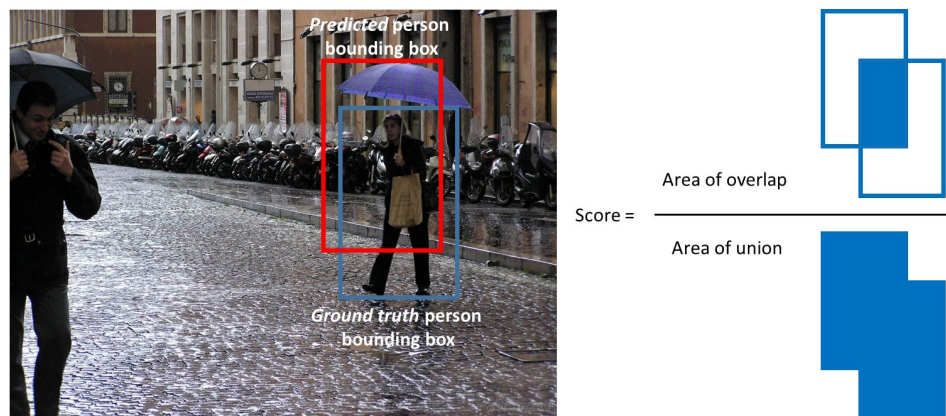 Predicted person
bounding box
Ground truth person
bounding box
Score =
Area of overlap
Area of union